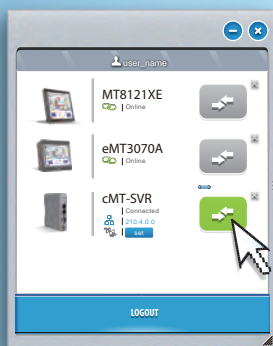 user_name
MT8121XE
| Online
eMT3070A
| Online
cMT-SVR
| Connected
| 210.4.0.0
| set
LOGOUT